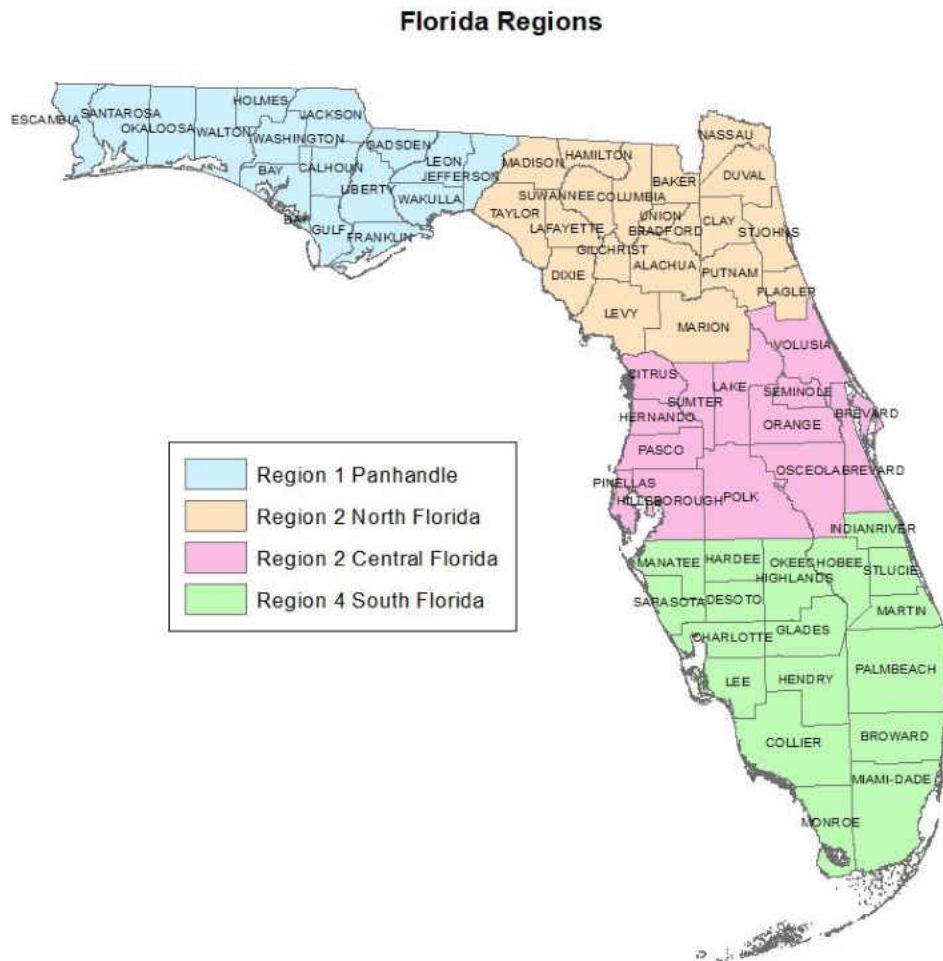 Florida Regions
ESCAMBIA
SANTAROSA
OKALOOSA
WALTON
HOLMES
JACKSON
WASHINGTON
BAY
CALHOUN
GADSDEN
LEON
JEFFERSON
LIBERTY
WAKULLA
BAY
GULF
FRANKLIN
MADISON
HAMILTON
NASSAU
BAKER
DUVAL
SUWANNEE
COLUMBIA
TAYLOR
LAFAYETTE
UNION
BRADFORD
CLAY
STJOHNS
GILCHRIST
ALACHUA
PUTNAM
DIXIE
FLAGLER
LEVY
MARION
VOLUSIA
CITRUS
LAKE
SEMINOLE
SUMTER
BREVARD
HERNANDO
ORANGE
PASCO
OSCEOLA
BREVARD
PINELLAS
HILLSBOROUGH
POLK
INDIANRIVER
MANATEE
HARDEE
OKEECHOBEE
HIGHLANDS
STLUCIE
SARASOTA
DESOTO
MARTIN
CHARLOTTE
GLADES
LEE
HENDRY
PALMBEACH
COLLIER
BROWARD
MIAMI-DADE
MONROE
Region 1 Panhandle
Region 2 North Florida
Region 2 Central Florida
Region 4 South Florida